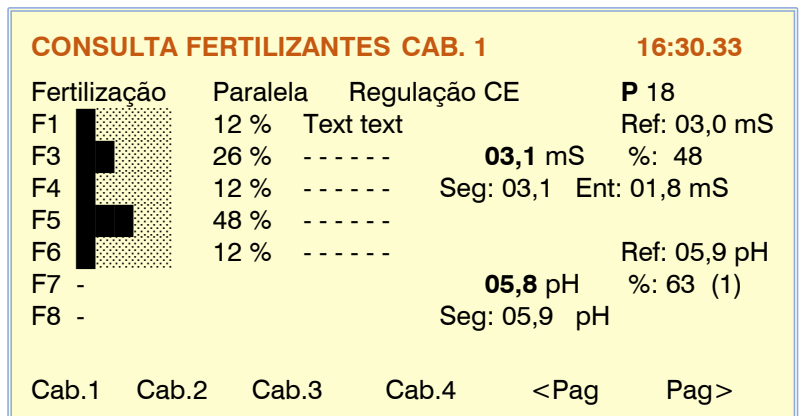 CONSULTA FERTILIZANTES CAB. 1 16:30.33
Fertilização Paralela Regulação CE P 18
F1 12 % Text text Ref: 03,0 mS
F3 26 % - - - - - - 03,1 mS %: 48
F4 12 % - - - - - - Seg: 03,1 Ent: 01,8 mS
F5 48 % - - - - - -
F6 12 % - - - - - - Ref: 05,9 pH
F7 - 05,8 pH %: 63 (1)
F8 - Seg: 05,9 pH
Cab.1 Cab.2 Cab.3 Cab.4 <Pag Pag>